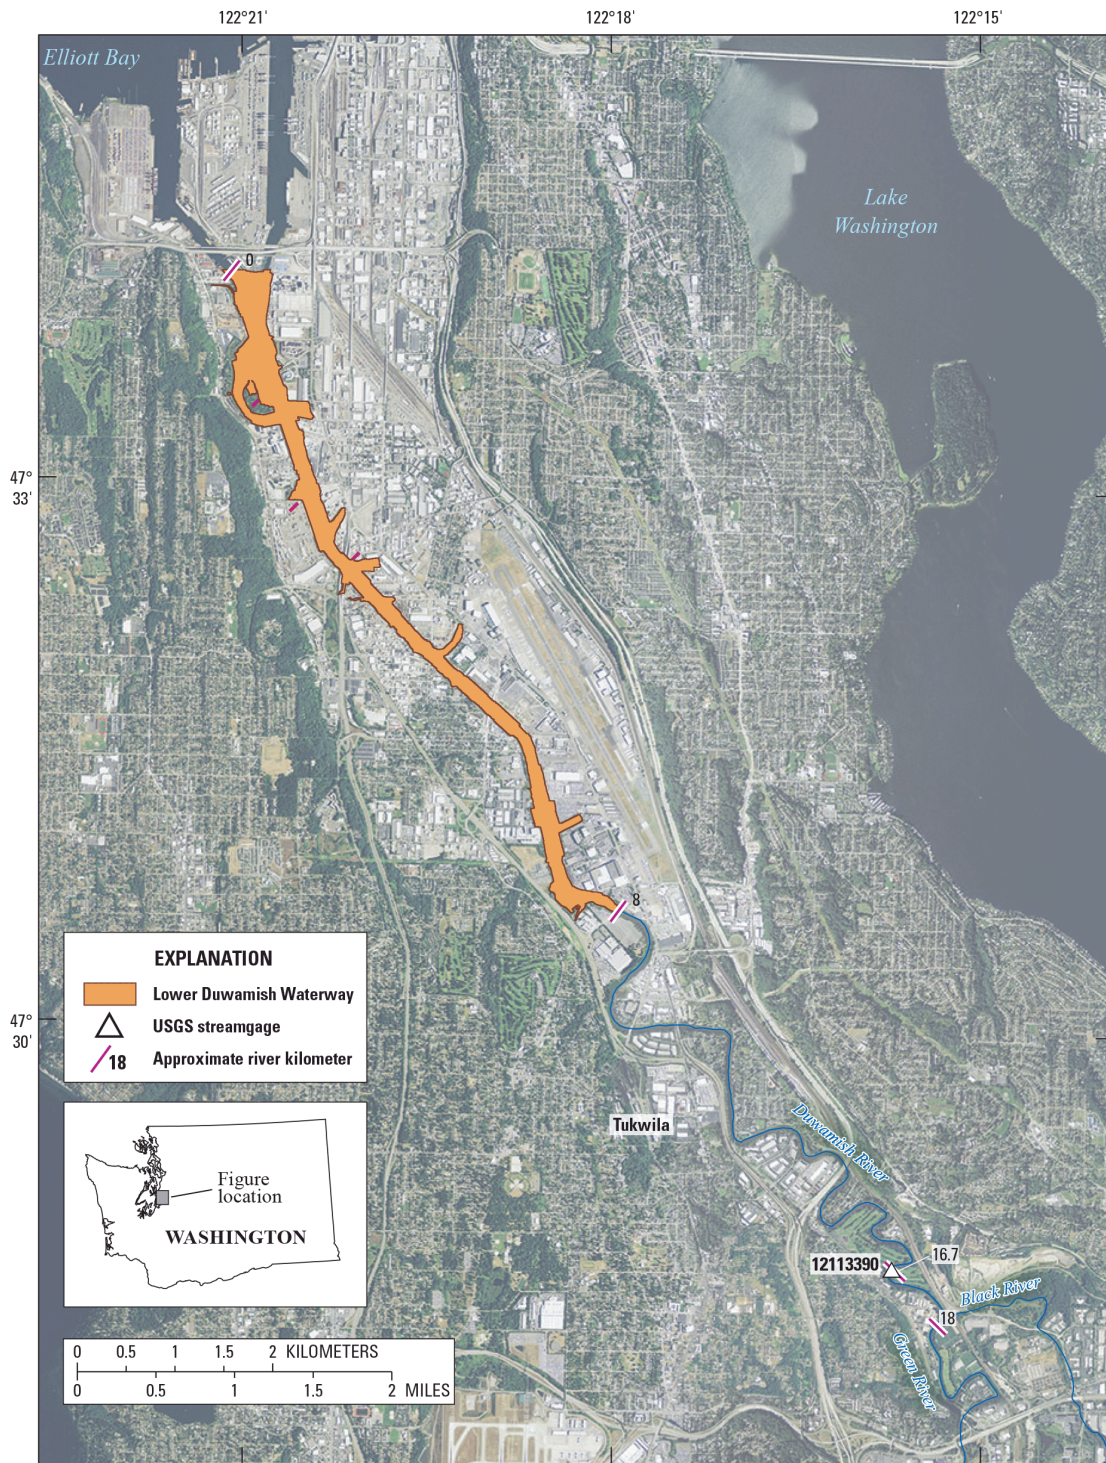 122°21'
122°18'
122°15'
Elliott Bay
Lake
Washington
0
47°
33'
8
EXPLANATION
Lower Duwamish Waterway
USGS streamgage
18
Approximate river kilometer
47°
30'
Tukwila
Duwamish River
Figure
location
WASHINGTON
12113390
16.7
Black River
18
Green River
0 0.5 1 1.5 2 KILOMETERS
0 0.5 1 1.5 2 MILES